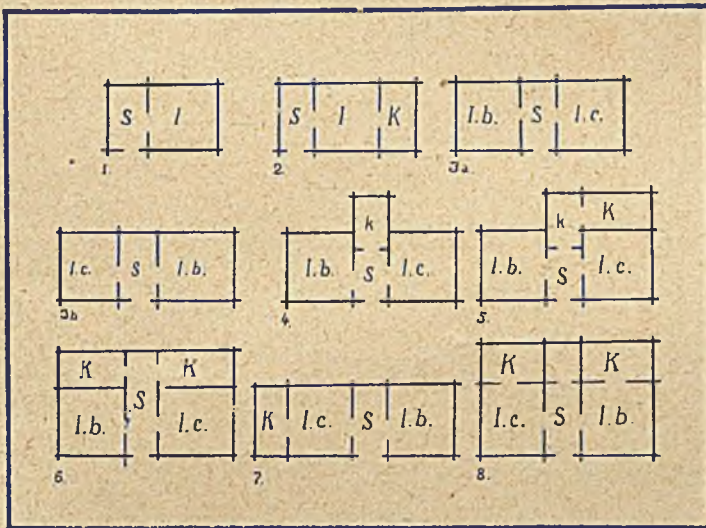 S I
1.
S I K
2.
I.b. S I.c.
3a.
I.c. S I.b.
3b
k
I.b. S I.c.
4.
k K
I.b. S I.c.
5.
K K
S
I.b. I.c.
6.
K I.c. S I.b.
7.
K K
I.c. S I.b.
8.